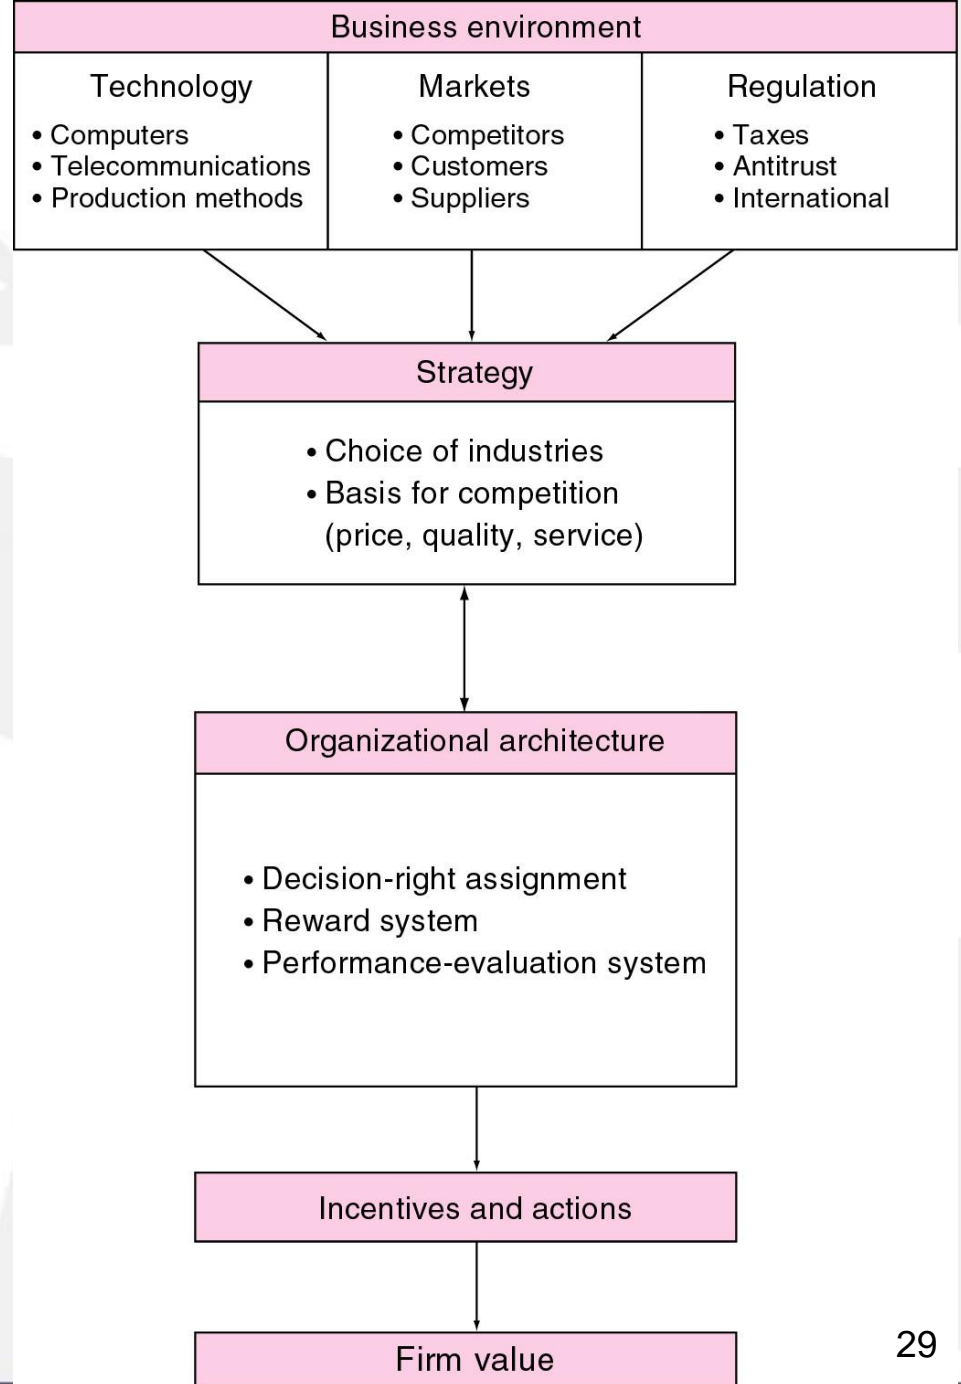 Business environment
Technology
• Computers
• Telecommunications
• Production methods
Markets
• Competitors
• Customers
• Suppliers
Regulation
• Taxes
• Antitrust
• International
Strategy
• Choice of industries
• Basis for competition
(price, quality, service)
Organizational architecture
• Decision-right assignment
• Reward system
• Performance-evaluation system
Incentives and actions
Firm value
29